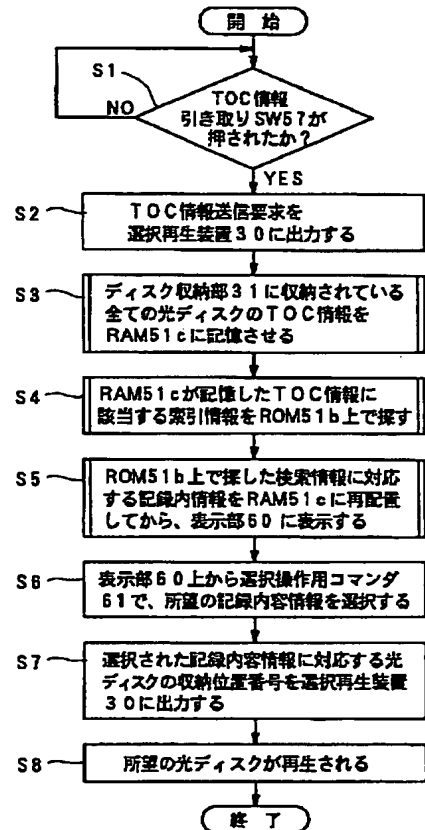 開始
S1
TOC情報
引き取りSW57が
押されたか？
NO
YES
S2
TOC情報送信要求を
選択再生装置30に出力する
S3
ディスク収納部31に収納されている
全ての光ディスクのTOC情報を
RAM51cに記憶させる
S4
RAM51cが記憶したTOC情報に
該当する索引情報をROM51b上で探す
S5
ROM51b上で探した検索情報に対応
する記録内情報をRAM51cに再配置
してから、表示部60に表示する
S6
表示部60上から選択操作用コマンダ
61で、所望の記録内容情報を選択する
S7
選択された記録内容情報に対応する光
ディスクの収納位置番号を選択再生装置
30に出力する
S8
所望の光ディスクが再生される
終了